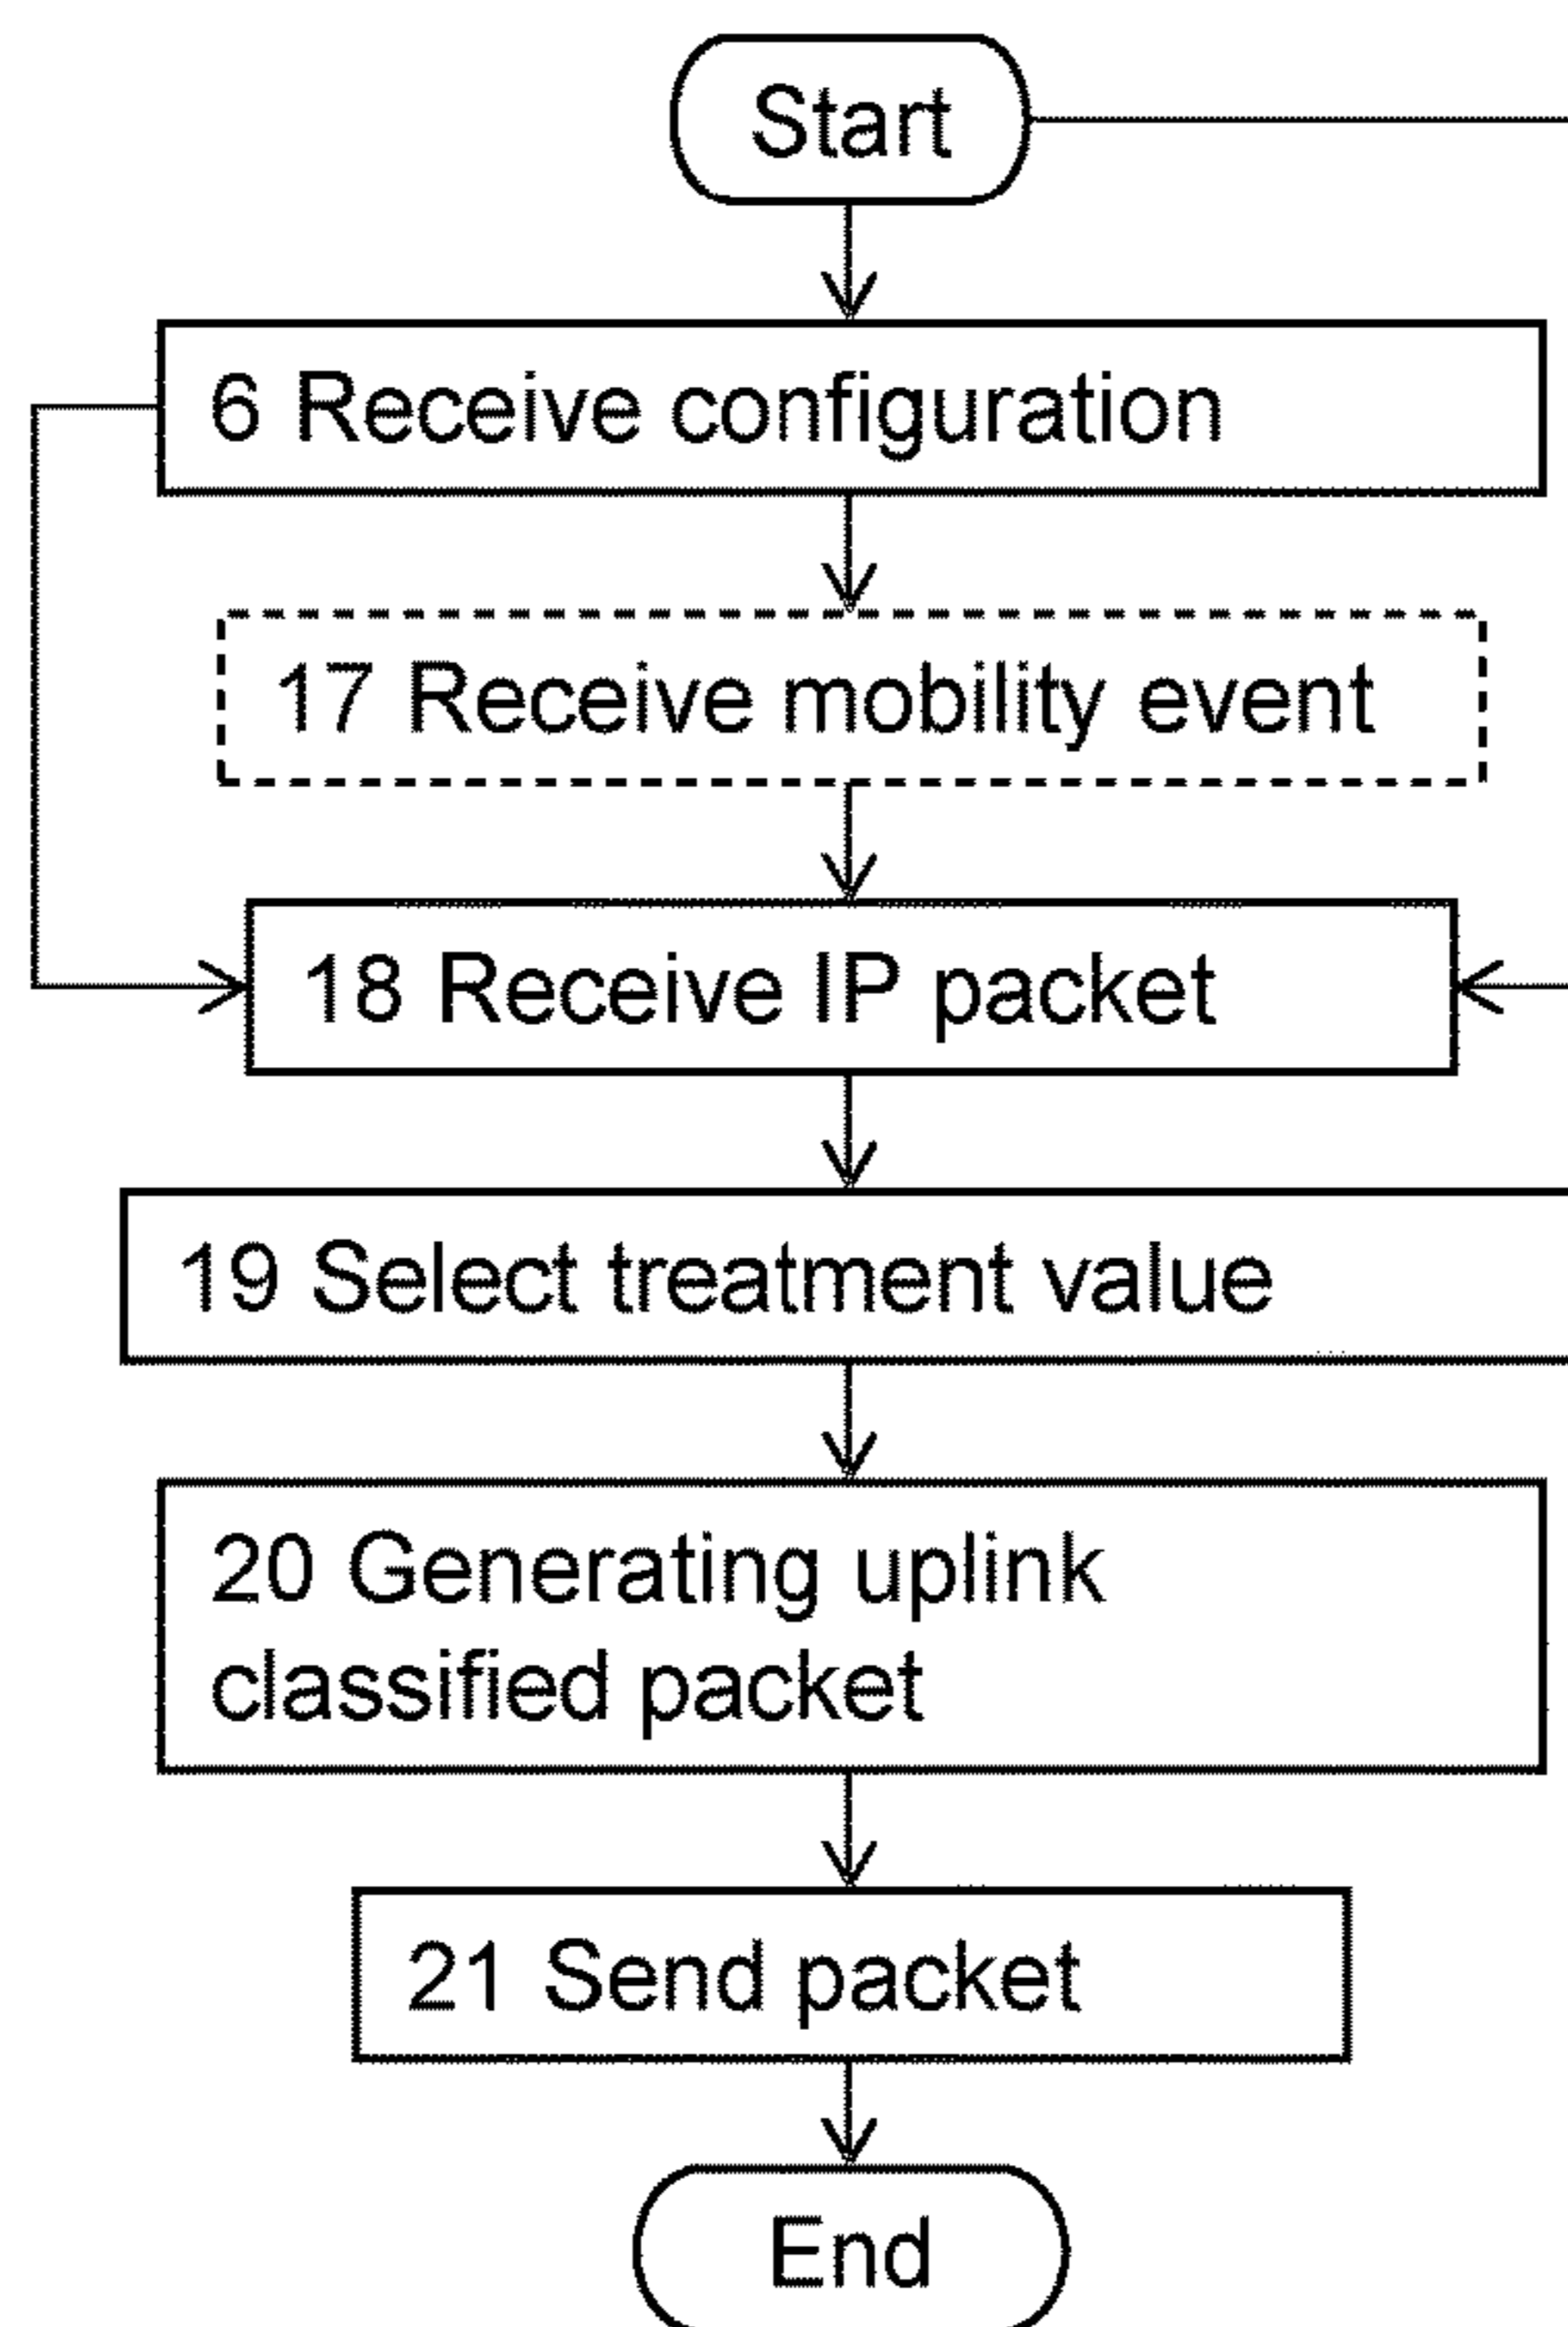 Start
6 Receive configuration
17 Receive mobility event
18 Receive IP packet
19 Select treatment value
20 Generating uplink
classified packet
21 Send packet
End